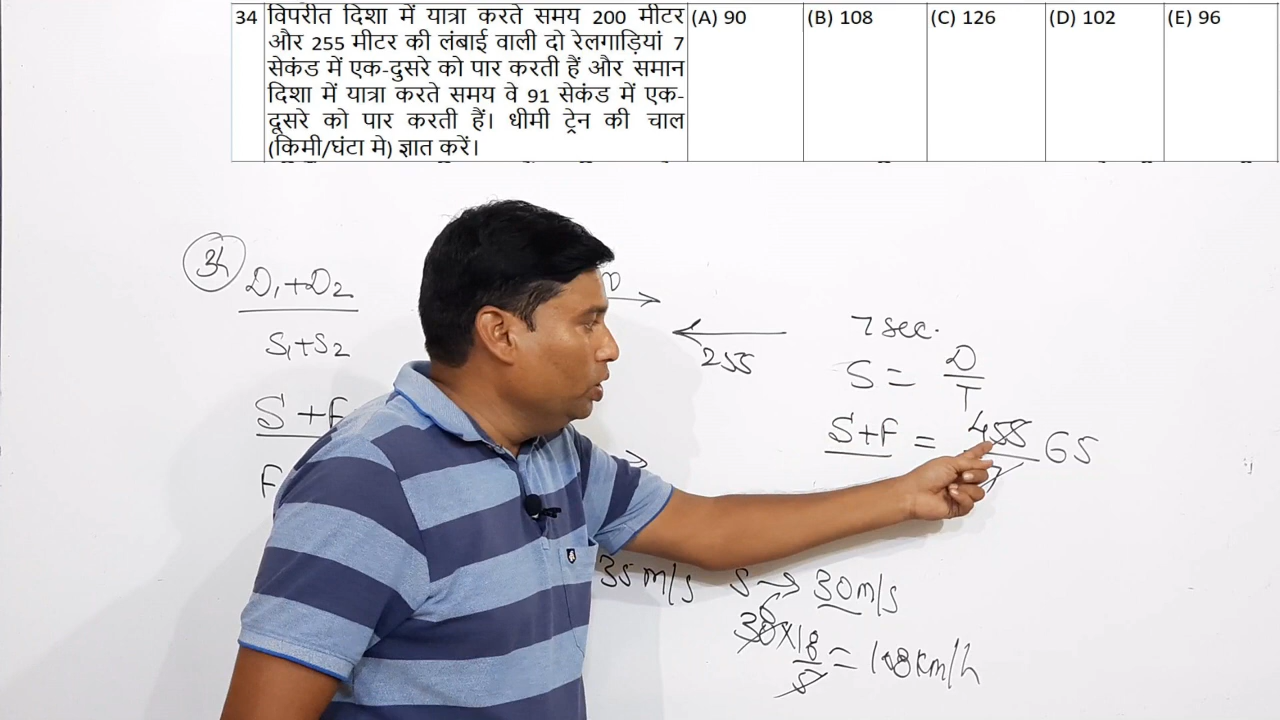 34 विपरीत दिशा में यात्रा करते समय 200 मीटर
और 255 मीटर की लंबाई वाली दो रेलगाड़ियां 7
सेकंड में एक-दुसरे को पार करती हैं और समान
दिशा में यात्रा करते समय वे 91 सेकंड में एक-
दूसरे को पार करती हैं। धीमी ट्रेन की चाल
(किमी/घंटा मे) ज्ञात करें।
(A) 90 (B) 108 (C) 126 (D) 102 (E) 96
34
D1+D2
S1+S2
S+F
F
255
7 sec.
S = D
T
S+F = 455 65
7
35 m/s S → 30 m/s
6
30×18 = 108 km/h
5